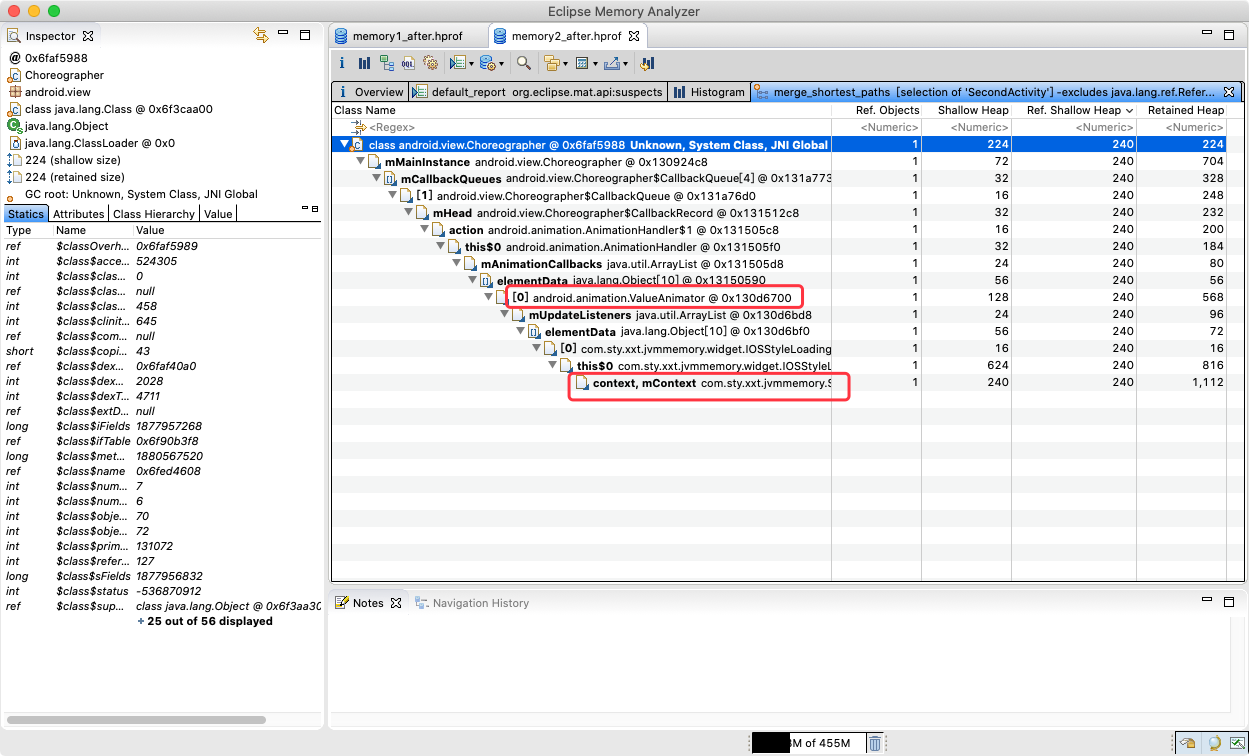 Eclipse Memory Analyzer
Inspector
0x6faf5988
Choreographer
android.view
class java.lang.Class @ 0x6f3caa00
java.lang.Object
java.lang.ClassLoader @ 0x0
224 (shallow size)
224 (retained size)
GC root: Unknown, System Class, JNI Global
Statics Attributes Class Hierarchy Value
Type Name Value
ref $classOverh... 0x6faf5989
int $class$acce... 524305
int $class$clas... 0
ref $class$clas... null
int $class$clas... 458
int $class$clinit... 645
ref $class$com... null
short $class$copi... 43
ref $class$dex... 0x6faf40a0
int $class$dex... 2028
int $class$dexT... 4711
ref $class$extD... null
long $class$iFields 1877957268
ref $class$ifTable 0x6f90b3f8
long $class$met... 1880567520
ref $class$name 0x6fed4608
int $class$num... 7
int $class$num... 6
int $class$obje... 70
int $class$obje... 72
int $class$prim... 131072
int $class$refer... 127
long $class$sFields 1877956832
int $class$status -536870912
ref $class$sup... class java.lang.Object @ 0x6f3aa30
+ 25 out of 56 displayed
memory1_after.hprof memory2_after.hprof
i OQL
i Overview default_report org.eclipse.mat.api:suspects Histogram merge_shortest_paths [selection of 'SecondActivity'] -excludes java.lang.ref.Refer...
Class Name Ref. Objects Shallow Heap Ref. Shallow Heap Retained Heap
<Regex> <Numeric> <Numeric> <Numeric> <Numeric>
class android.view.Choreographer @ 0x6faf5988 Unknown, System Class, JNI Global 1 224 240 224
mMainInstance android.view.Choreographer @ 0x130924c8 1 72 240 704
mCallbackQueues android.view.Choreographer$CallbackQueue[4] @ 0x131a773 1 32 240 328
[1] android.view.Choreographer$CallbackQueue @ 0x131a76d0 1 16 240 248
mHead android.view.Choreographer$CallbackRecord @ 0x131512c8 1 32 240 232
action android.animation.AnimationHandler$1 @ 0x131505c8 1 16 240 200
this$0 android.animation.AnimationHandler @ 0x131505f0 1 32 240 184
mAnimationCallbacks java.util.ArrayList @ 0x131505d8 1 24 240 80
elementData java.lang.Object[10] @ 0x13150590 1 56 240 56
[0] android.animation.ValueAnimator @ 0x130d6700 1 128 240 568
mUpdateListeners java.util.ArrayList @ 0x130d6bd8 1 24 240 96
elementData java.lang.Object[10] @ 0x130d6bf0 1 56 240 72
[0] com.sty.xxt.jvmmemory.widget.IOSStyleLoading 1 16 240 16
this$0 com.sty.xxt.jvmmemory.widget.IOSStyleL 1 624 240 816
context, mContext com.sty.xxt.jvmmemory.S 1 240 240 1,112
Notes Navigation History
M of 455M